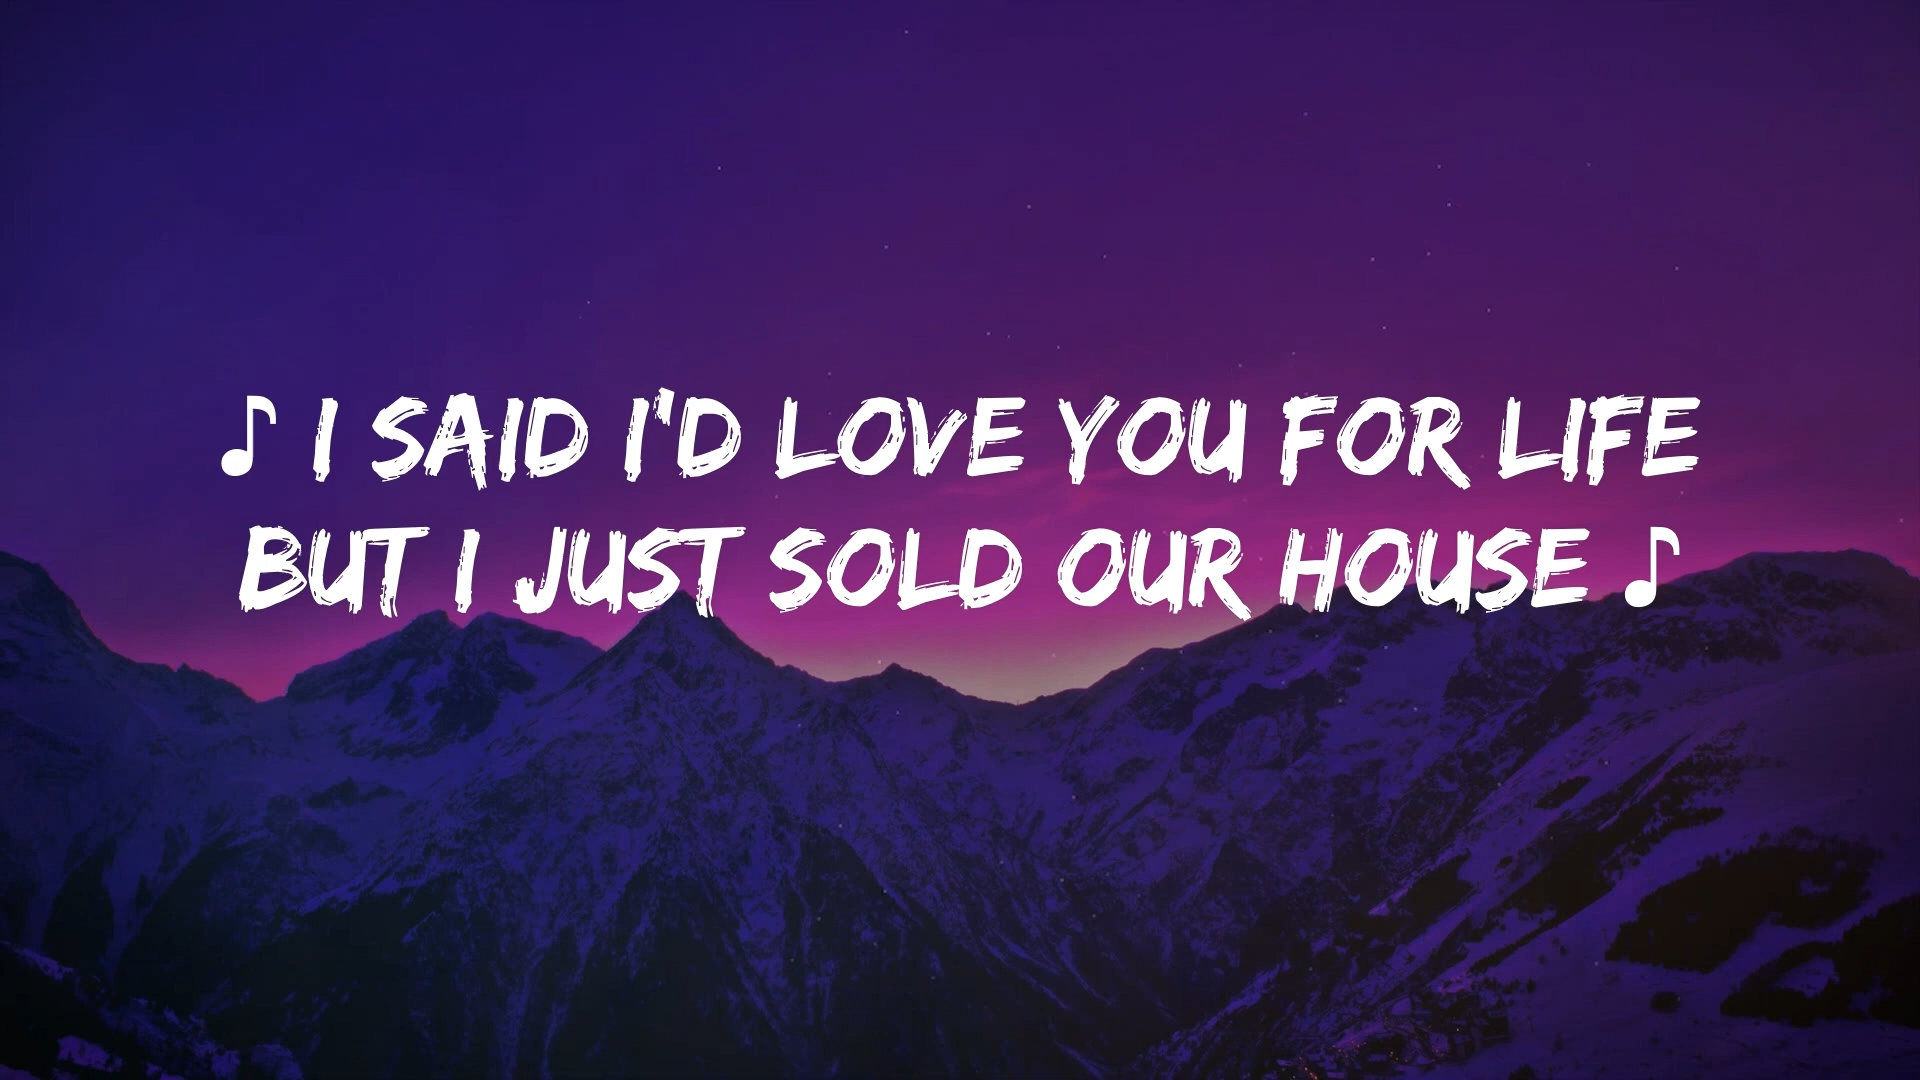 ♪ I SAID I'D LOVE YOU FOR LIFE
BUT I JUST SOLD OUR HOUSE ♪